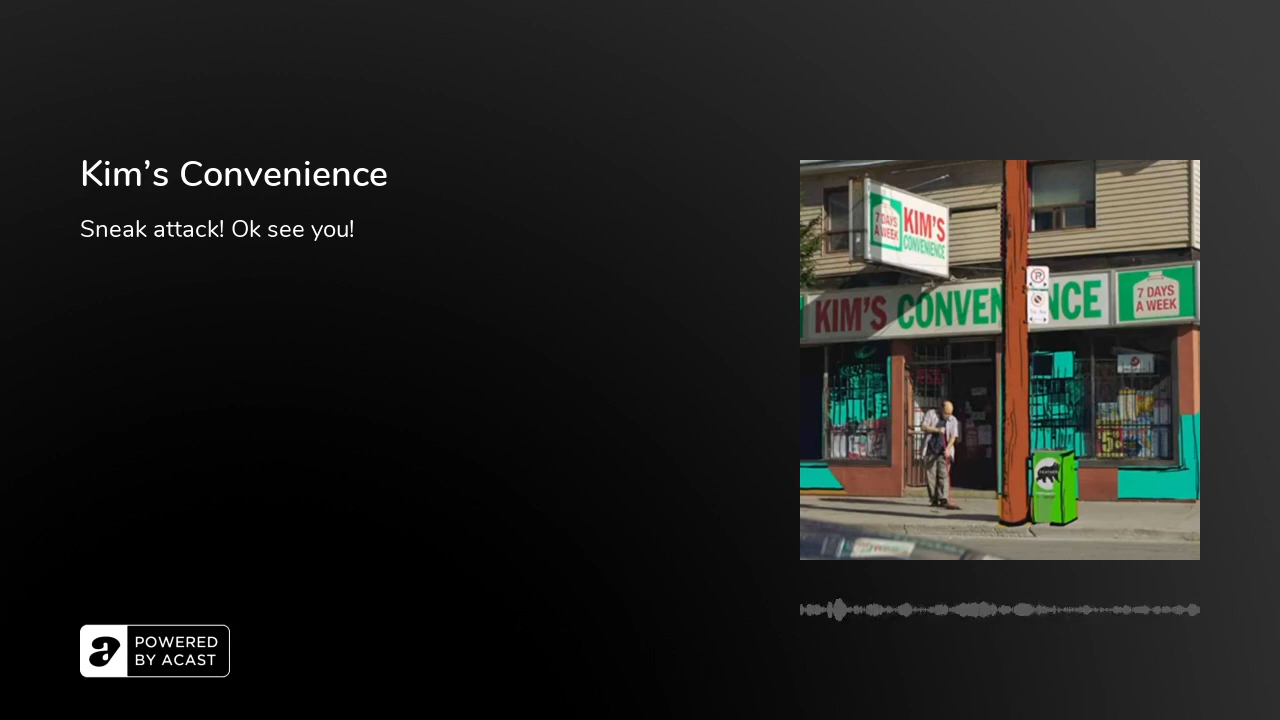 Kim’s Convenience
Sneak attack! Ok see you!
7 DAYS
A WEEK
KIM'S
CONVENIENCE
KIM'S CONVEN NCE
7 DAYS
A WEEK
POWERED
BY ACAST